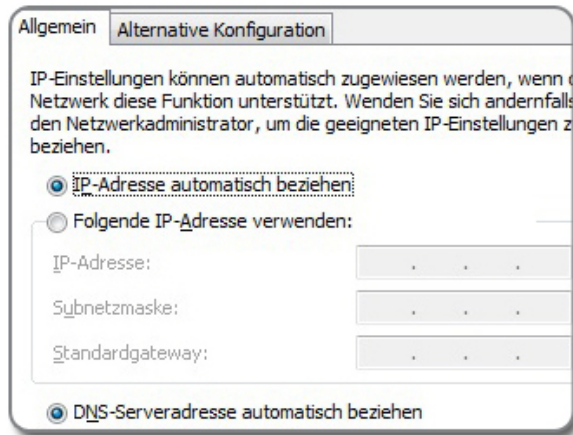 Allgemein Alternative Konfiguration
IP-Einstellungen können automatisch zugewiesen werden, wenn
Netzwerk diese Funktion unterstützt. Wenden Sie sich andernfalls
den Netzwerkadministrator, um die geeigneten IP-Einstellungen z
beziehen.
IP-Adresse automatisch beziehen
Folgende IP-Adresse verwenden:
IP-Adresse:
Subnetzmaske:
Standardgateway:
DNS-Serveradresse automatisch beziehen